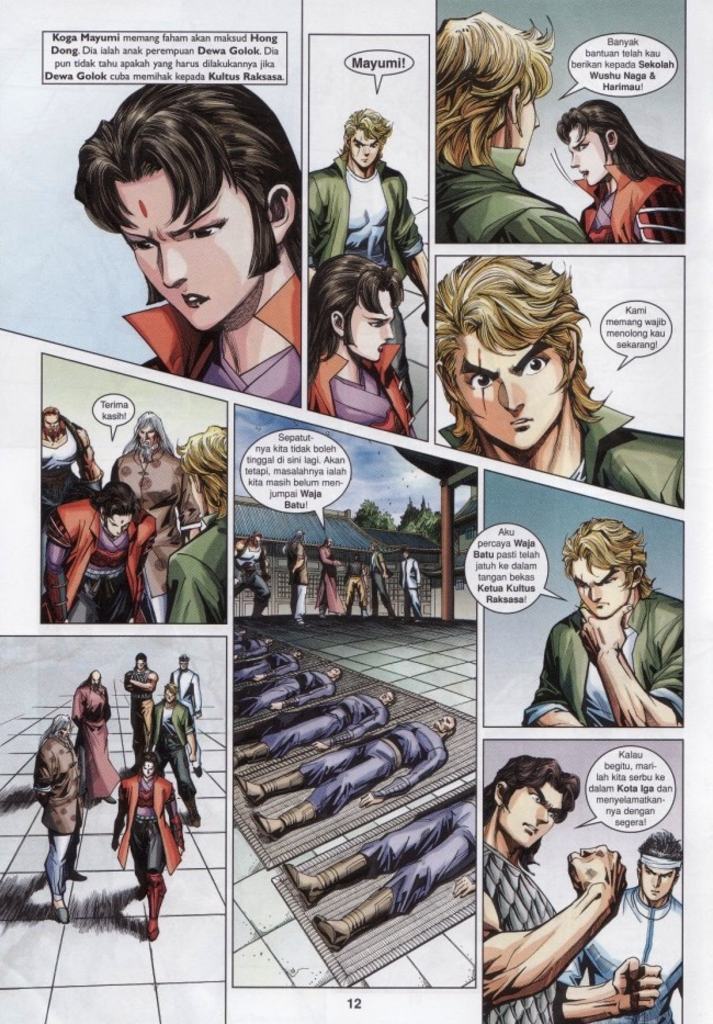 Koga Mayumi memang faham akan maksud Hong
Dong. Dia ialah anak perempuan Dewa Golok. Dia
pun tidak tahu apakah yang harus dilakukannya jika
Dewa Golok cuba memihak kepada Kultus Raksasa.
Mayumi!
Banyak
bantuan telah kau
berikan kepada Sekolah
Wushu Naga &
Harimau!
Kami
memang wajib
menolong kau
sekarang!
Terima
kasih!
Sepatut-
nya kita tidak boleh
tinggal di sini lagi. Akan
tetapi, masalahnya ialah
kita masih belum men-
jumpai Waja
Batu!
Aku
percaya Waja
Batu pasti telah
jatuh ke dalam
tangan bekas
Ketua Kultus
Raksasa!
Kalau
begitu, mari-
lah kita serbu ke
dalam Kota Iga dan
menyelamatkan-
nya dengan
segera!
12